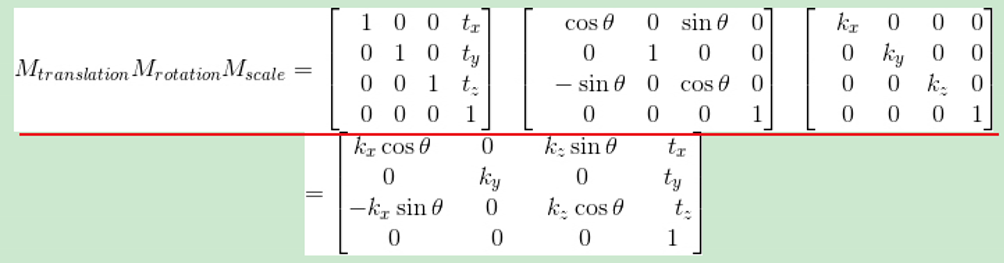 M_{translation}M_{rotation}M_{scale} = \begin{bmatrix} 1 & 0 & 0 & t_x \\ 0 & 1 & 0 & t_y \\ 0 & 0 & 1 & t_z \\ 0 & 0 & 0 & 1 \end{bmatrix} \begin{bmatrix} \cos\theta & 0 & \sin\theta & 0 \\ 0 & 1 & 0 & 0 \\ -\sin\theta & 0 & \cos\theta & 0 \\ 0 & 0 & 0 & 1 \end{bmatrix} \begin{bmatrix} k_x & 0 & 0 & 0 \\ 0 & k_y & 0 & 0 \\ 0 & 0 & k_z & 0 \\ 0 & 0 & 0 & 1 \end{bmatrix}
= \begin{bmatrix} k_x\cos\theta & 0 & k_z\sin\theta & t_x \\ 0 & k_y & 0 & t_y \\ -k_x\sin\theta & 0 & k_z\cos\theta & t_z \\ 0 & 0 & 0 & 1 \end{bmatrix}